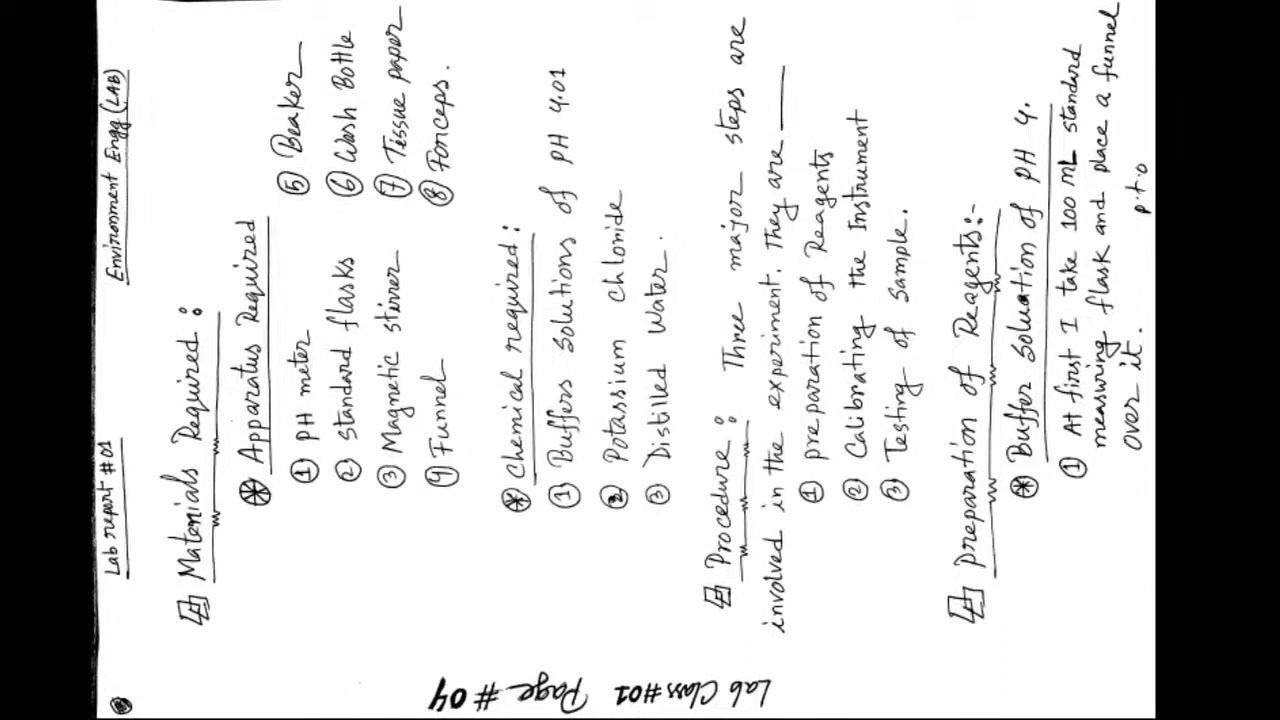 Lab report #01
Environment Engg (LAB)
Materials Required :
Apparatus Required
① PH meter
② standard flasks
③ Magnetic stirrer
④ Funnel
⑤ Beaker
⑥ Wash Bottle
⑦ Tissue paper
⑧ Forceps.
Chemical required :
① Buffers solutions of pH 4.01
② Potassium chloride
③ Distilled Water.
Procedure : Three major steps are
involved in the experiment. They are —
① preparation of Reagents
② Calibrating the Instrument
③ Testing of Sample.
preparation of Reagents:-
Buffer Soluation of PH 4.
① At first I take 100 mL standard
measuring flask and place a funnel
over it.
p.t.o
Lab Class #01 Page #04